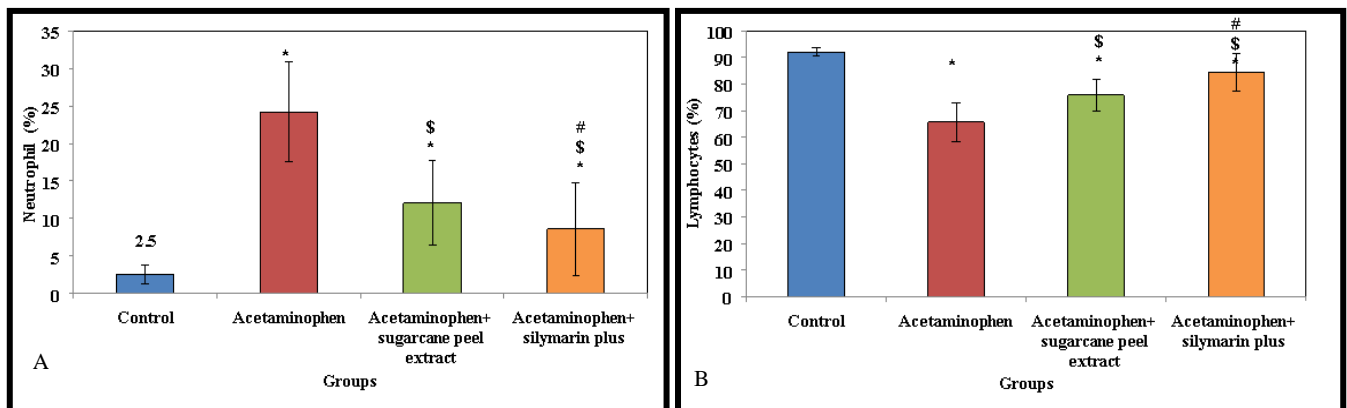 35
30
25
20
15
10
5
0
Neutrophil (%)
*
$
*
#
$
*
2.5
Control
Acetaminophen
Acetaminophen+
sugarcane peel
extract
Acetaminophen+
silymarin plus
Groups
A
100
90
80
70
60
50
40
30
20
10
0
Lymphocytes (%)
*
$
*
#
$
*
Control
Acetaminophen
Acetaminophen+
sugarcane peel
extract
Acetaminophen+
silymarin plus
Groups
B